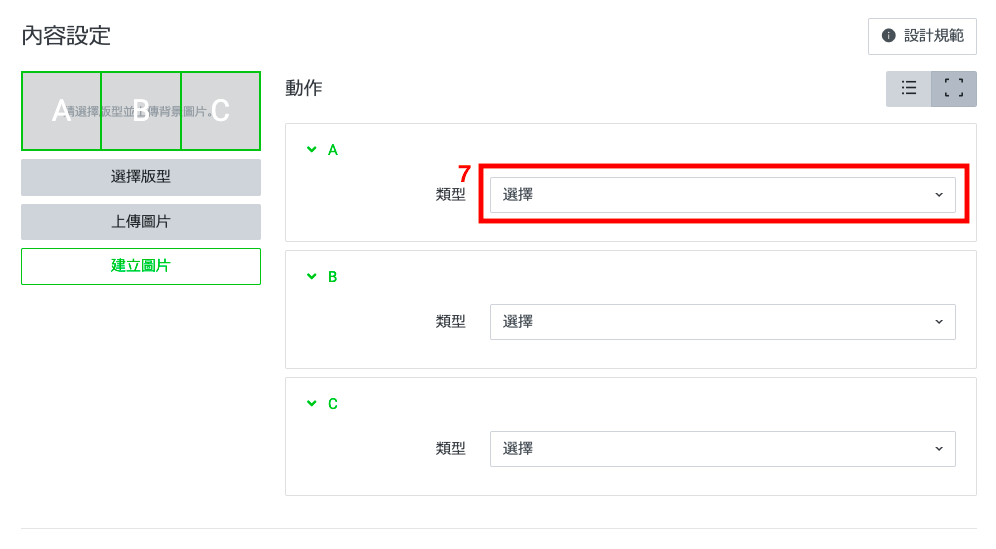 內容設定
設計規範
請選擇版型並上傳背景圖片。
A B C
選擇版型
上傳圖片
建立圖片
動作
A
7
類型 選擇
B
類型 選擇
C
類型 選擇